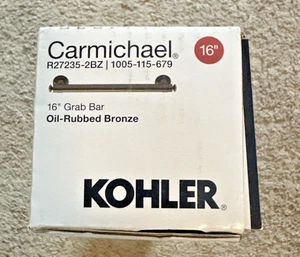 Carmichael® 16"
R27235-2BZ | 1005-115-679
16" Grab Bar
Oil-Rubbed Bronze
KOHLER®